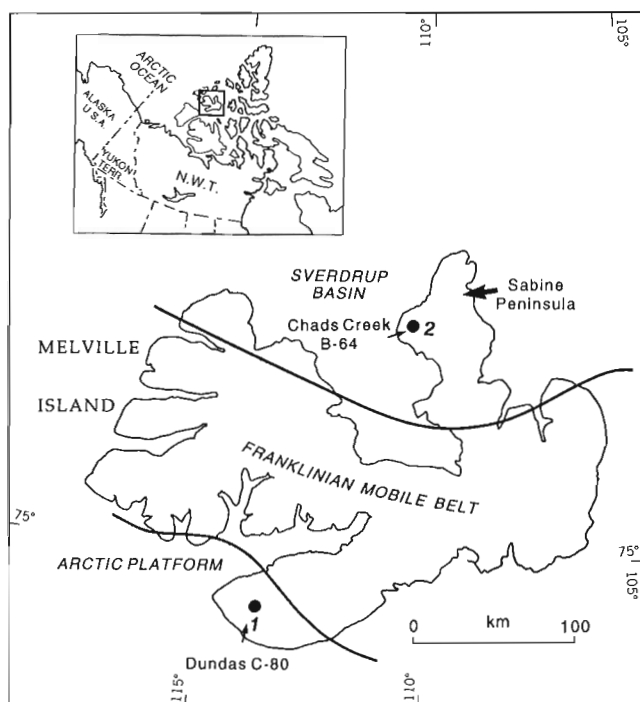 110°
105°
ARCTIC
OCEAN
ALASKA
U.S.A.
YUKON
TERR.
N.W.T.
SVERDRUP
BASIN
Sabine
Peninsula
Chads Creek
B-64
2
MELVILLE
ISLAND
FRANKLINIAN MOBILE BELT
75°
75°
105°
ARCTIC PLATFORM
1
Dundas C-80
0
km
100
115°
110°